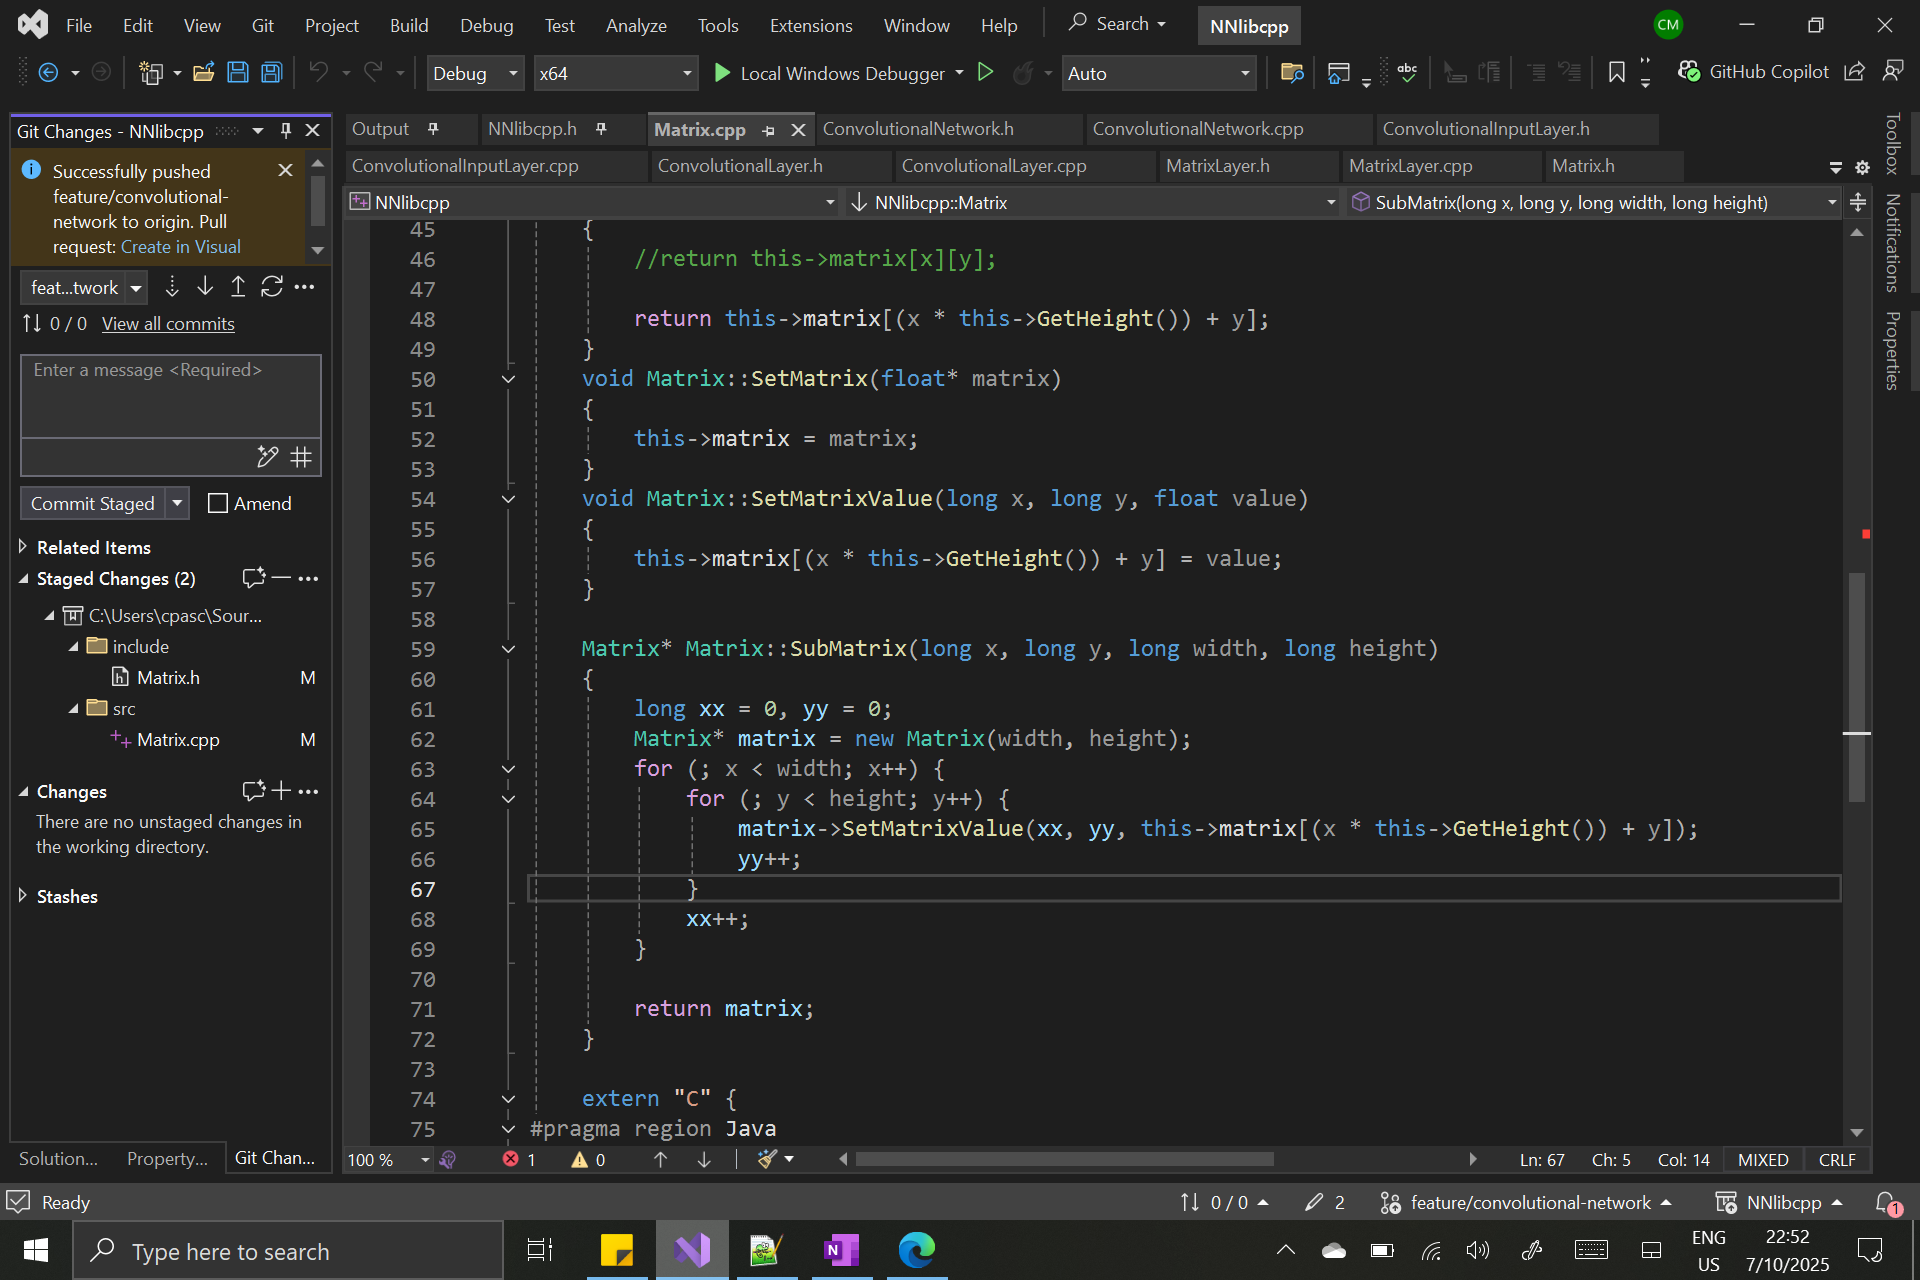 File Edit View Git Project Build Debug Test Analyze Tools Extensions Window Help Search NNlibcpp CM
Debug x64 Local Windows Debugger Auto abc GitHub Copilot
Git Changes - NNlibcpp
Successfully pushed
feature/convolutional-
network to origin. Pull
request: Create in Visual
feat...twork
0 / 0 View all commits
Enter a message <Required>
Commit Staged Amend
Related Items
Staged Changes (2)
C:\Users\cpasc\Sour...
include
Matrix.h M
src
Matrix.cpp M
Changes
There are no unstaged changes in
the working directory.
Stashes
Solution... Property... Git Chan...
Output NNlibcpp.h Matrix.cpp ConvolutionalNetwork.h ConvolutionalNetwork.cpp ConvolutionalInputLayer.h
ConvolutionalInputLayer.cpp ConvolutionalLayer.h ConvolutionalLayer.cpp MatrixLayer.h MatrixLayer.cpp Matrix.h
NNlibcpp NNlibcpp::Matrix SubMatrix(long x, long y, long width, long height)
45 {
46 //return this->matrix[x][y];
47
48 return this->matrix[(x * this->GetHeight()) + y];
49 }
50 void Matrix::SetMatrix(float* matrix)
51 {
52 this->matrix = matrix;
53 }
54 void Matrix::SetMatrixValue(long x, long y, float value)
55 {
56 this->matrix[(x * this->GetHeight()) + y] = value;
57 }
58
59 Matrix* Matrix::SubMatrix(long x, long y, long width, long height)
60 {
61 long xx = 0, yy = 0;
62 Matrix* matrix = new Matrix(width, height);
63 for (; x < width; x++) {
64 for (; y < height; y++) {
65 matrix->SetMatrixValue(xx, yy, this->matrix[(x * this->GetHeight()) + y]);
66 yy++;
67 }
68 xx++;
69 }
70
71 return matrix;
72 }
73
74 extern "C" {
75 #pragma region Java
100 % 1 0 Ln: 67 Ch: 5 Col: 14 MIXED CRLF
Toolbox
Notifications
Properties
Ready 0 / 0 2 feature/convolutional-network NNlibcpp 1
Type here to search N ENG 22:52
US 7/10/2025